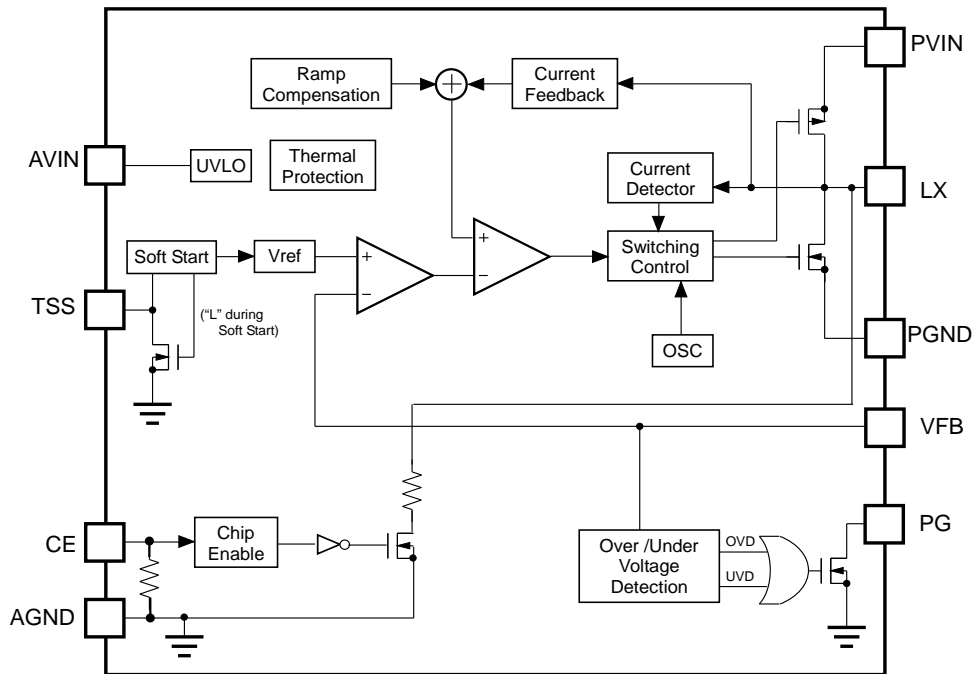 PVIN
Ramp
Compensation
+
Current
Feedback
AVIN
UVLO
Thermal
Protection
Current
Detector
LX
Soft Start
Vref
+
−
+
−
Switching
Control
TSS
("L" during
Soft Start)
OSC
PGND
VFB
CE
Chip
Enable
Over /Under
Voltage
Detection
OVD
UVD
PG
AGND